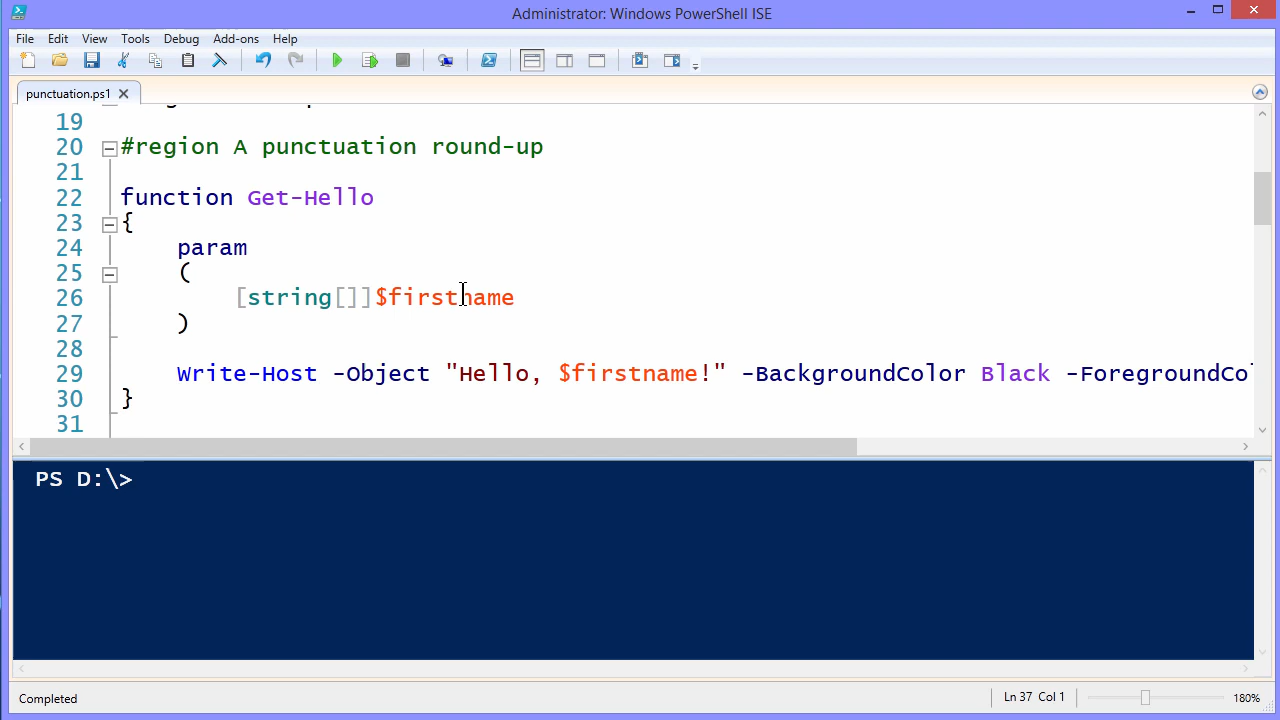 Administrator: Windows PowerShell ISE
File Edit View Tools Debug Add-ons Help
punctuation.ps1
19
20 #region A punctuation round-up
21
22 function Get-Hello
23 {
24 param
25 (
26 [string[]]$firstname
27 )
28
29 Write-Host -Object "Hello, $firstname!" -BackgroundColor Black -ForegroundCol
30 }
31
PS D:\>
Completed
Ln 37 Col 1
180%